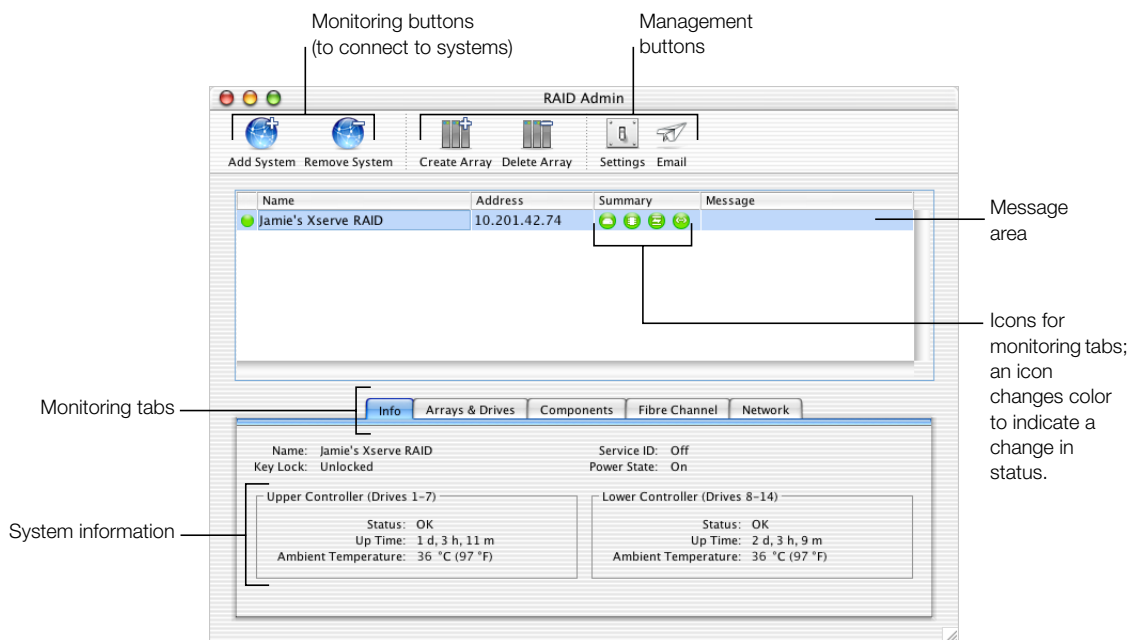 Monitoring buttons
(to connect to systems)
Management
buttons
RAID Admin
Add System Remove System Create Array Delete Array Settings Email
Name Address Summary Message
Jamie's Xserve RAID 10.201.42.74
Message
area
Icons for
monitoring tabs;
an icon
changes color
to indicate a
change in
status.
Monitoring tabs
Info Arrays & Drives Components Fibre Channel Network
Name: Jamie's Xserve RAID Service ID: Off
Key Lock: Unlocked Power State: On
System information
Upper Controller (Drives 1–7) Lower Controller (Drives 8–14)
Status: OK Status: OK
Up Time: 1 d, 3 h, 11 m Up Time: 2 d, 3 h, 9 m
Ambient Temperature: 36 °C (97 °F) Ambient Temperature: 36 °C (97 °F)